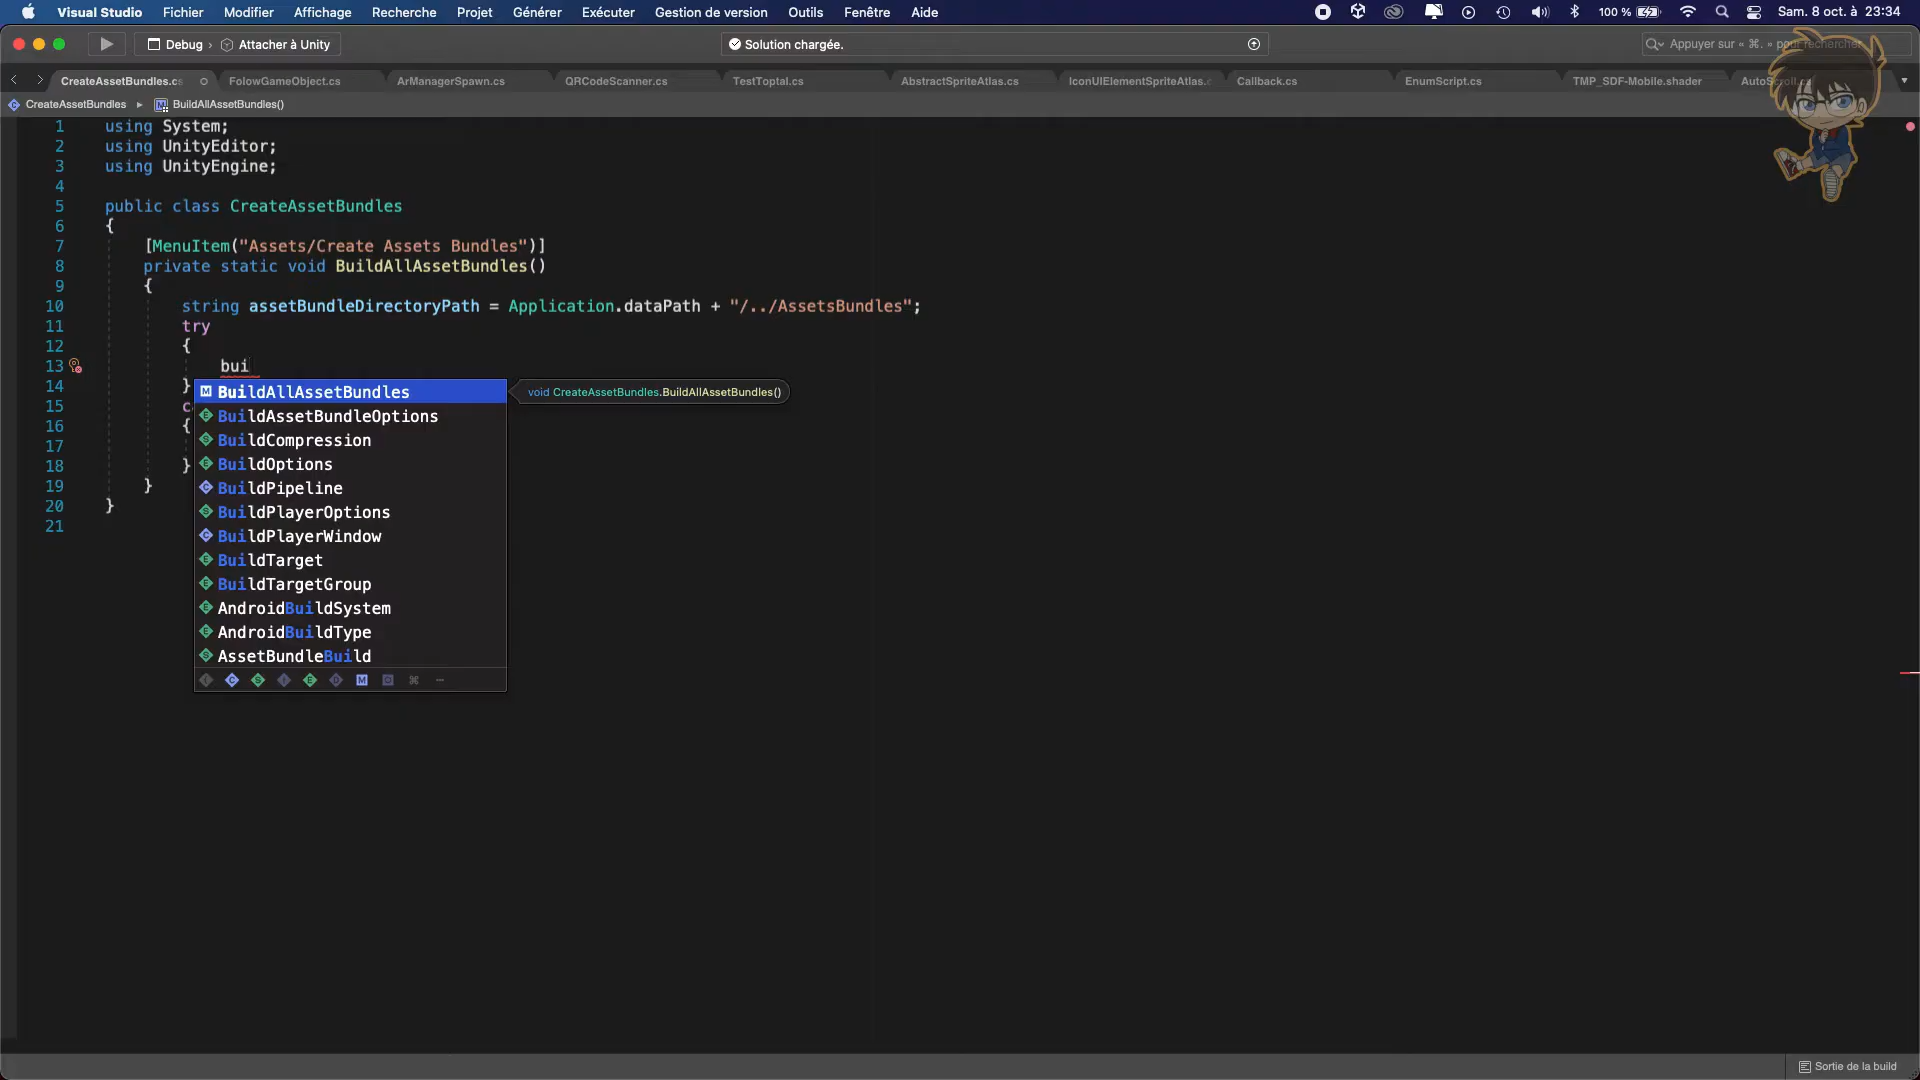 Visual Studio Fichier Modifier Affichage Recherche Projet Générer Exécuter Gestion de version Outils Fenêtre Aide 100 % Sam. 8 oct. à 23:34
Debug › Attacher à Unity Solution chargée. Appuyer sur « ⌘. » pour rechercher
CreateAssetBundles.cs FolowGameObject.cs ArManagerSpawn.cs QRCodeScanner.cs TestToptal.cs AbstractSpriteAtlas.cs IconUIElementSpriteAtlas. Callback.cs EnumScript.cs TMP_SDF-Mobile.shader
CreateAssetBundles BuildAllAssetBundles()
1 using System;
2 using UnityEditor;
3 using UnityEngine;
4
5 public class CreateAssetBundles
6 {
7 [MenuItem("Assets/Create Assets Bundles")]
8 private static void BuildAllAssetBundles()
9 {
10 string assetBundleDirectoryPath = Application.dataPath + "/../AssetsBundles";
11 try
12 {
13 bui
14 }
15 c
16 {
17
18 }
19 }
20 }
21
BuildAllAssetBundles void CreateAssetBundles.BuildAllAssetBundles()
BuildAssetBundleOptions
BuildCompression
BuildOptions
BuildPipeline
BuildPlayerOptions
BuildPlayerWindow
BuildTarget
BuildTargetGroup
AndroidBuildSystem
AndroidBuildType
AssetBundleBuild
Sortie de la build